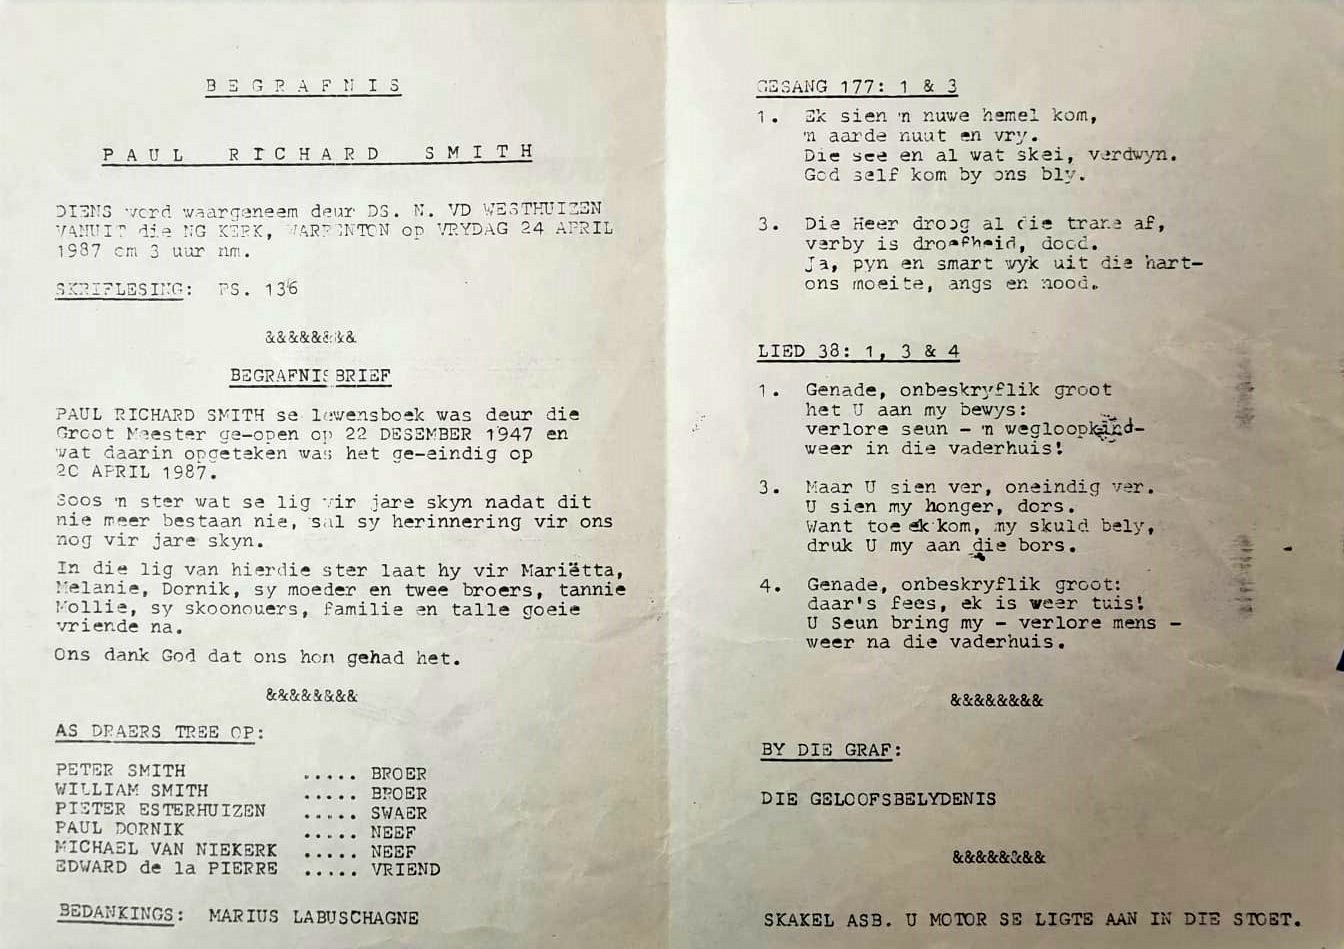 BEGRAFNIS
PAUL RICHARD SMITH
DIENS word waargeneem deur DS. N. VD WESTHUIZEN
VANUIT die NG KERK, WARRENTON op VRYDAG 24 APRIL
1987 om 3 uur nm.
SKRIFLESING: PS. 136
&&&&&&&&
BEGRAFNISBRIEF
PAUL RICHARD SMITH se lewensboek was deur die
Groot Meester ge-open op 22 DESEMBER 1947 en
wat daarin opgeteken was het ge-eindig op
20 APRIL 1987.
Soos 'n ster wat se lig vir jare skyn nadat dit
nie meer bestaan nie, sal sy herinnering vir ons
nog vir jare skyn.
In die lig van hierdie ster laat hy vir Mariëtta,
Melanie, Dornik, sy moeder en twee broers, tannie
Mollie, sy skoonouers, familie en talle goeie
vriende na.
Ons dank God dat ons hom gehad het.
&&&&&&&&
AS DRAERS TREE OP:
PETER SMITH ..... BROER
WILLIAM SMITH ..... BROER
PIETER ESTERHUIZEN ..... SWAER
PAUL DORNIK ..... NEEF
MICHAEL VAN NIEKERK ..... NEEF
EDWARD de la PIERRE ..... VRIEND
BEDANKINGS: MARIUS LABUSCHAGNE
GESANG 177: 1 & 3
1. Ek sien 'n nuwe hemel kom,
'n aarde nuut en vry.
Die see en al wat skei, verdwyn.
God self kom by ons bly.
3. Die Heer droog al die trane af,
verby is droefheid, dood.
Ja, pyn en smart wyk uit die hart-
ons moeite, angs en nood.
LIED 38: 1, 3 & 4
1. Genade, onbeskryflik groot
het U aan my bewys:
verlore seun - 'n wegloopkind-
weer in die vaderhuis!
3. Maar U sien ver, oneindig ver.
U sien my honger, dors.
Want toe ek kom, my skuld bely,
druk U my aan die bors.
4. Genade, onbeskryflik groot:
daar's fees, ek is weer tuis!
U Seun bring my - verlore mens -
weer na die vaderhuis.
&&&&&&&&
BY DIE GRAF:
DIE GELOOFSBELYDENIS
&&&&&&&&
SKAKEL ASB. U MOTOR SE LIGTE AAN IN DIE STOET.